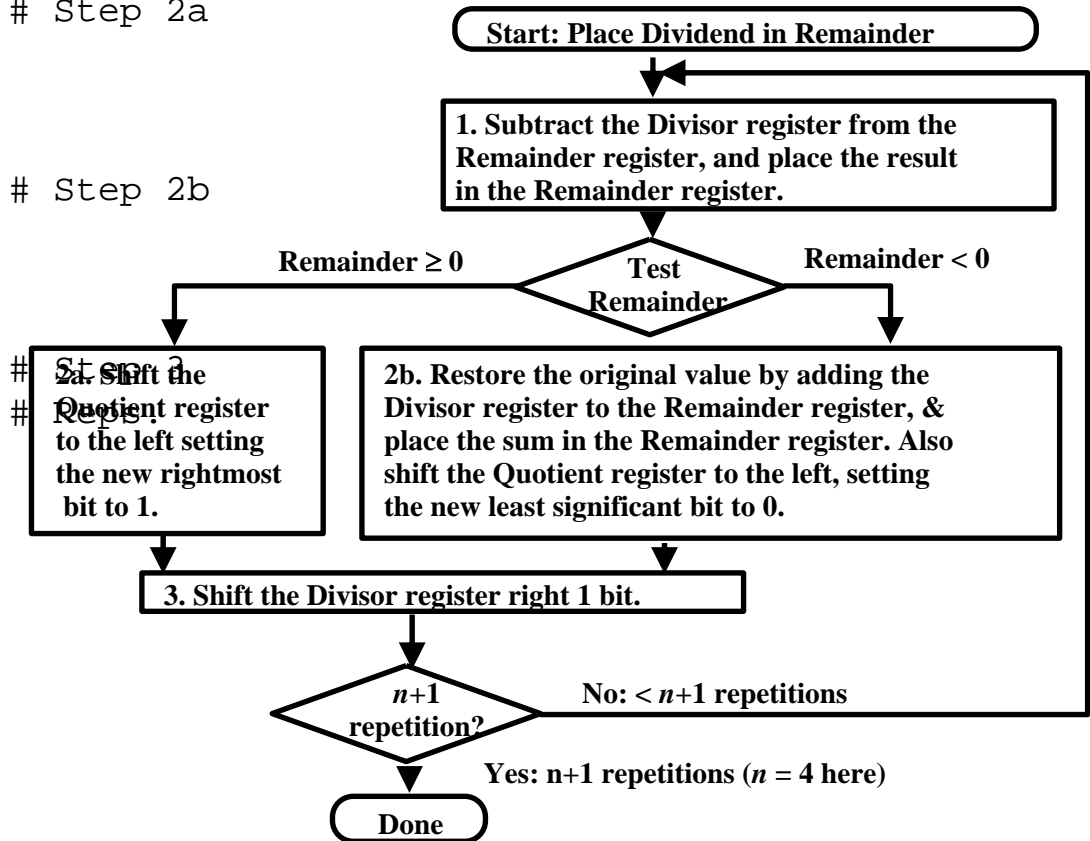 # Step 2a
Start: Place Dividend in Remainder
1. Subtract the Divisor register from the
Remainder register, and place the result
in the Remainder register.
# Step 2b
Remainder ≥ 0
Test
Remainder
Remainder < 0
# Step 3
# Reps.
2a. Shift the
Quotient register
to the left setting
the new rightmost
bit to 1.
2b. Restore the original value by adding the
Divisor register to the Remainder register, &
place the sum in the Remainder register. Also
shift the Quotient register to the left, setting
the new least significant bit to 0.
3. Shift the Divisor register right 1 bit.
n+1
repetition?
No: < n+1 repetitions
Yes: n+1 repetitions (n = 4 here)
Done